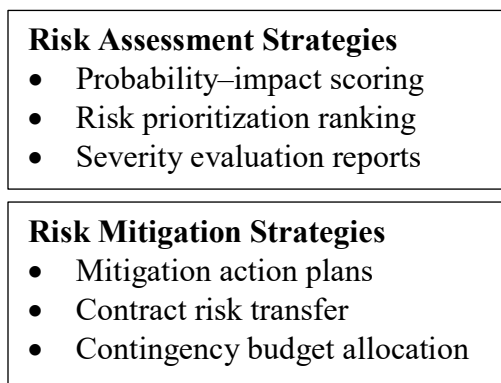 Risk Assessment Strategies
• Probability–impact scoring
• Risk prioritization ranking
• Severity evaluation reports
Risk Mitigation Strategies
• Mitigation action plans
• Contract risk transfer
• Contingency budget allocation